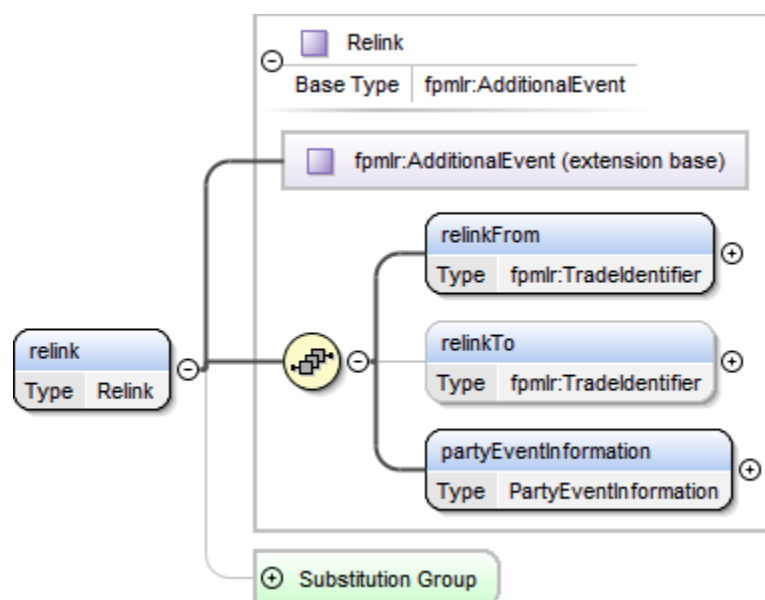 Relink
Base Type fpmlr:AdditionalEvent
fpmlr:AdditionalEvent (extension base)
relinkFrom
Type fpmlr:TradeIdentifier
relink
Type Relink
relinkTo
Type fpmlr:TradeIdentifier
partyEventInformation
Type PartyEventInformation
Substitution Group